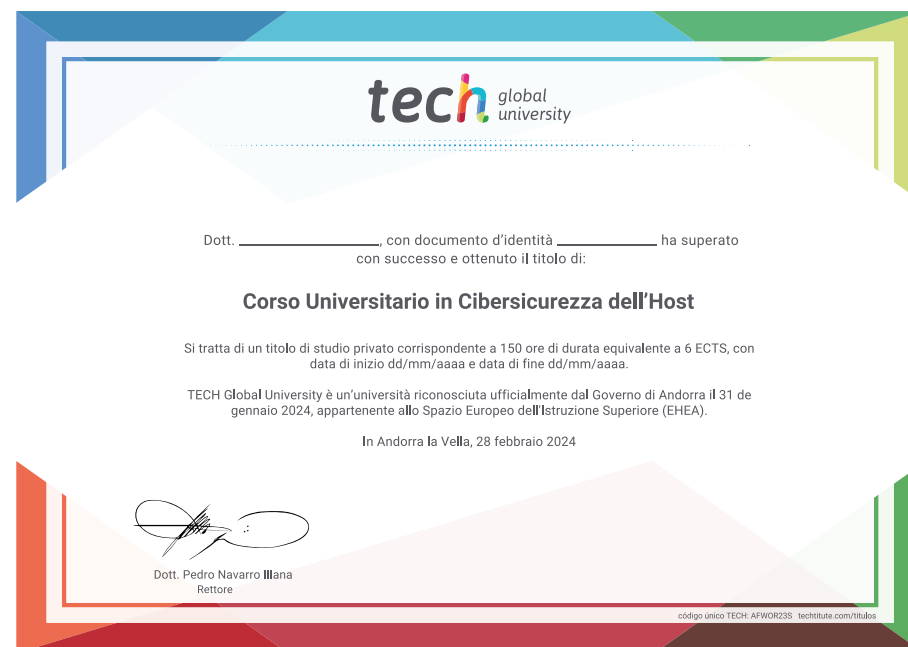 tech global university
Dott. ____________, con documento d'identità ____________ ha superato
con successo e ottenuto il titolo di:
Corso Universitario in Cibersicurezza dell'Host
Si tratta di un titolo di studio privato corrispondente a 150 ore di durata equivalente a 6 ECTS, con
data di inizio dd/mm/aaaa e data di fine dd/mm/aaaa.
TECH Global University è un'università riconosciuta ufficialmente dal Governo di Andorra il 31 de
gennaio 2024, appartenente allo Spazio Europeo dell'Istruzione Superiore (EHEA).
In Andorra la Vella, 28 febbraio 2024
Dott. Pedro Navarro Illana
Rettore
código único TECH: AFWOR23S techtitute.com/titulos